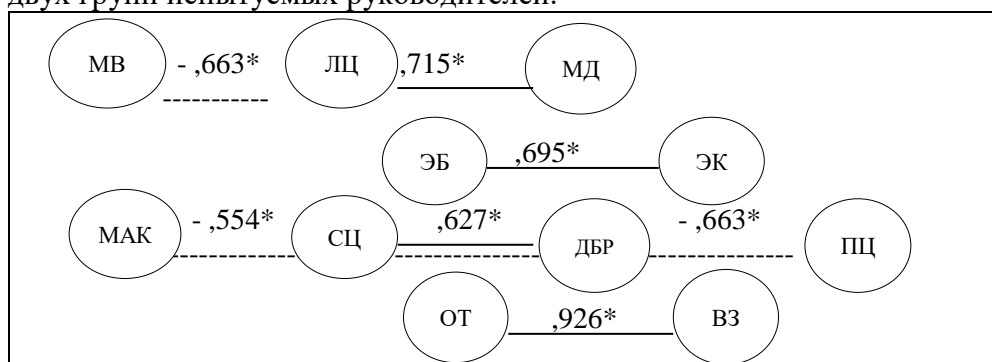 двух групп испытуемых руководителей.
МВ - ,663* ЛЦ ,715* МД
ЭБ ,695* ЭК
МАК - ,554* СЦ ,627* ДБР - ,663* ПЦ
ОТ ,926* ВЗ